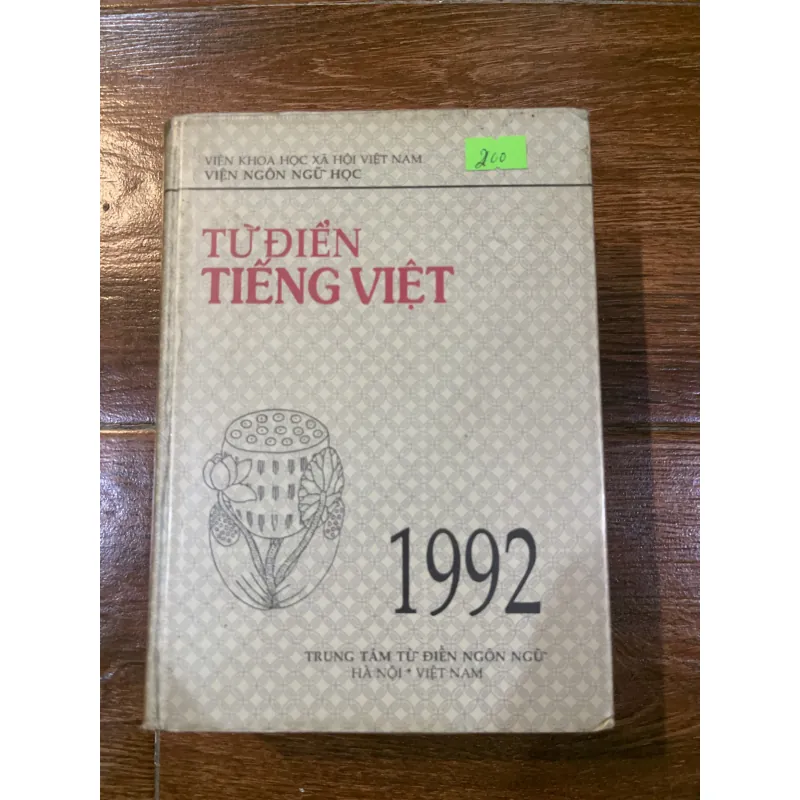 VIỆN KHOA HỌC XÃ HỘI VIỆT NAM
VIỆN NGÔN NGỮ HỌC
200
TỪ ĐIỂN
TIẾNG VIỆT
1992
TRUNG TÂM TỪ ĐIỂN NGÔN NGỮ
HÀ NỘI * VIỆT NAM